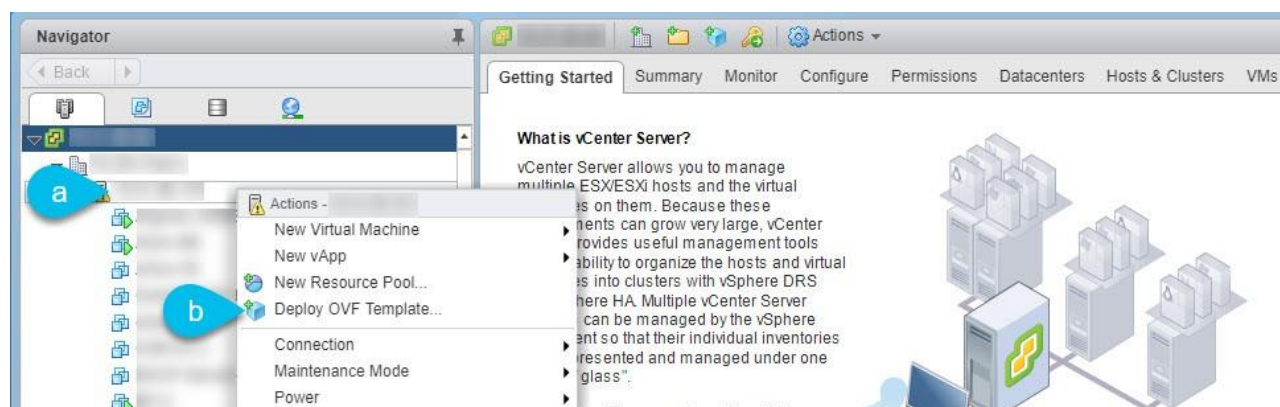 Navigator
Actions
Back
Getting Started Summary Monitor Configure Permissions Datacenters Hosts & Clusters VMs
What is vCenter Server?
vCenter Server allows you to manage
multiple ESX/ESXi hosts and the virtual
a
Actions -
es on them. Because these
New Virtual Machine
ents can grow very large, vCenter
New vApp
rovides useful management tools
ability to organize the hosts and virtual
New Resource Pool...
es into clusters with vSphere DRS
b
Deploy OVF Template...
here HA. Multiple vCenter Server
can be managed by the vSphere
Connection
ent so that their individual inventories
Maintenance Mode
resented and managed under one
"glass".
Power